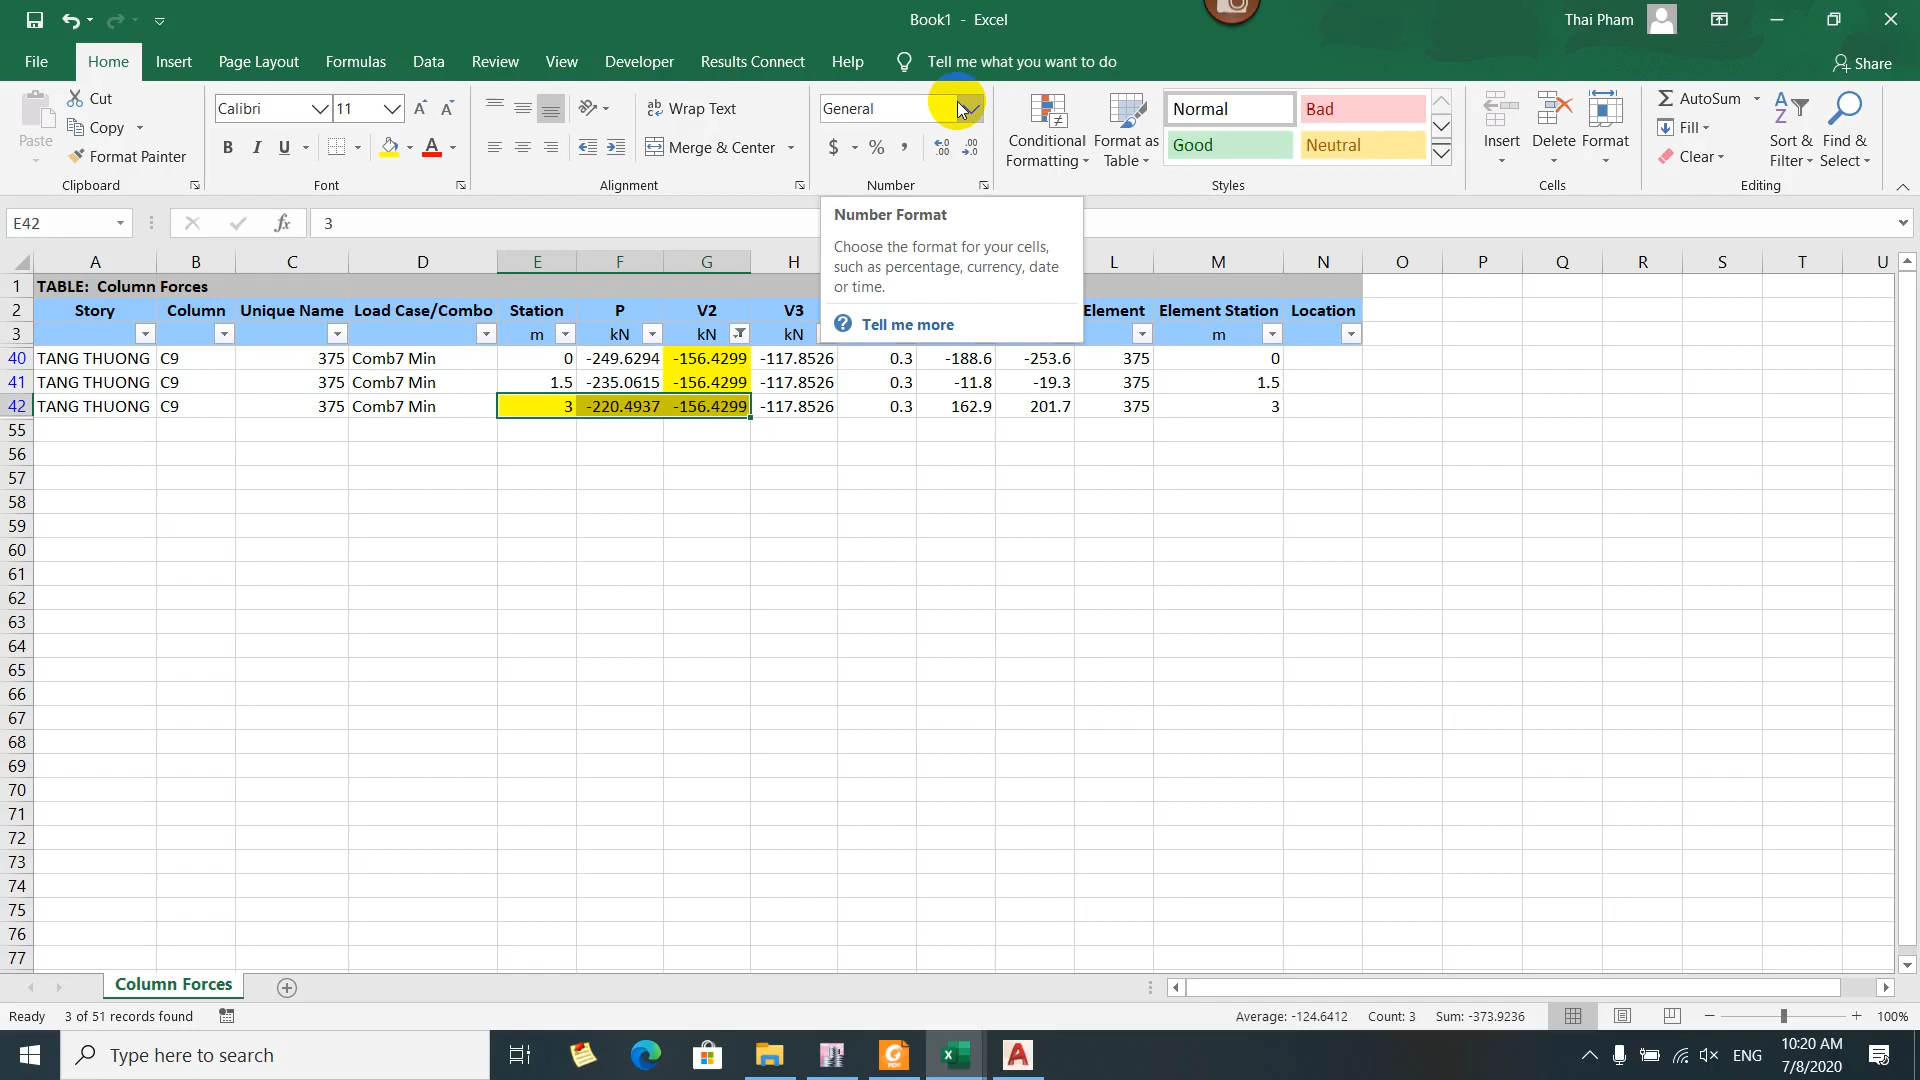 Book1 - Excel
Thai Pham
File Home Insert Page Layout Formulas Data Review View Developer Results Connect Help Tell me what you want to do Share
Paste
Cut
Copy
Format Painter
Clipboard
Calibri 11
B I U A
Font
ab Wrap Text
Merge & Center
Alignment
General
$ % ,
Number
Conditional Formatting
Format as Table
Normal Bad
Good Neutral
Styles
Insert Delete Format
Cells
AutoSum
Fill
Clear
Sort & Filter
Find & Select
Editing
E42 fx 3
Number Format
Choose the format for your cells,
such as percentage, currency, date
or time.
Tell me more
A B C D E F G H L M N O P Q R S T U
1 TABLE: Column Forces
2 Story Column Unique Name Load Case/Combo Station P V2 V3 Element Element Station Location
3 m kN kN kN m
40 TANG THUONG C9 375 Comb7 Min 0 -249.6294 -156.4299 -117.8526 0.3 -188.6 -253.6 375 0
41 TANG THUONG C9 375 Comb7 Min 1.5 -235.0615 -156.4299 -117.8526 0.3 -11.8 -19.3 375 1.5
42 TANG THUONG C9 375 Comb7 Min 3 -220.4937 -156.4299 -117.8526 0.3 162.9 201.7 375 3
55
56
57
58
59
60
61
62
63
64
65
66
67
68
69
70
71
72
73
74
75
76
77
Column Forces
Ready 3 of 51 records found Average: -124.6412 Count: 3 Sum: -373.9236 100%
Type here to search
ENG
10:20 AM
7/8/2020